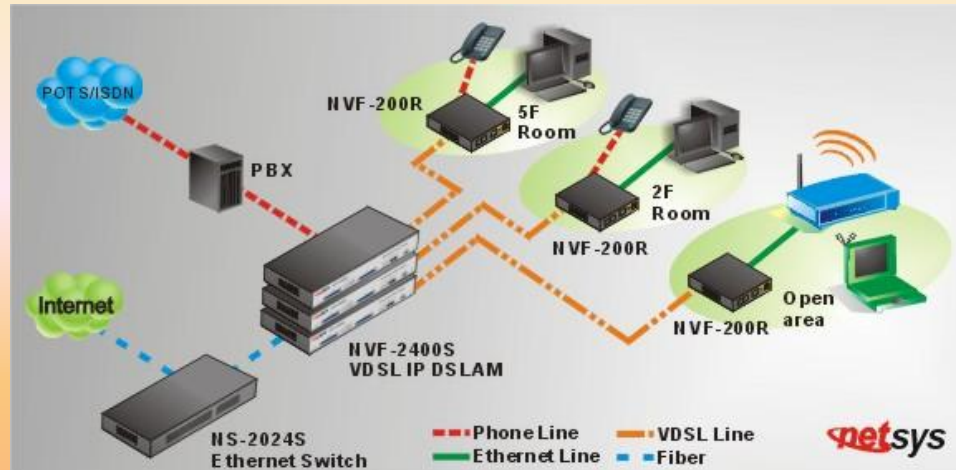 POTS/ISDN
NVF-200R
5F
Room
PBX
2F
Room
NVF-200R
Internet
NVF-200R
Open
area
NVF-2400S
VDSL IP DSLAM
NS-2024S
Ethernet Switch
Phone Line
VDSL Line
Ethernet Line
Fiber
netsys